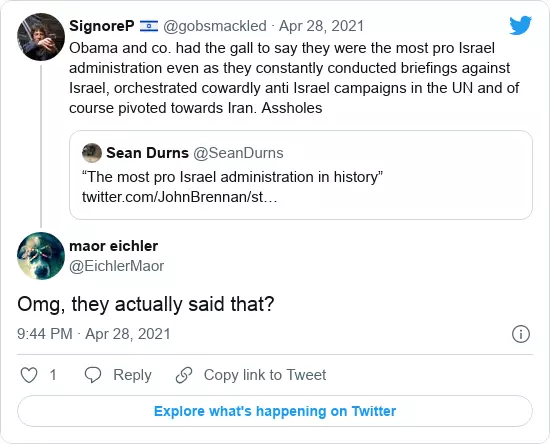 SignoreP 🇮🇱 @gobsmackled · Apr 28, 2021
Obama and co. had the gall to say they were the most pro Israel
administration even as they constantly conducted briefings against
Israel, orchestrated cowardly anti Israel campaigns in the UN and of
course pivoted towards Iran. Assholes
Sean Durns @SeanDurns
“The most pro Israel administration in history”
twitter.com/JohnBrennan/st…
maor eichler
@EichlerMaor
Omg, they actually said that?
9:44 PM · Apr 28, 2021
1 Reply Copy link to Tweet
Explore what's happening on Twitter